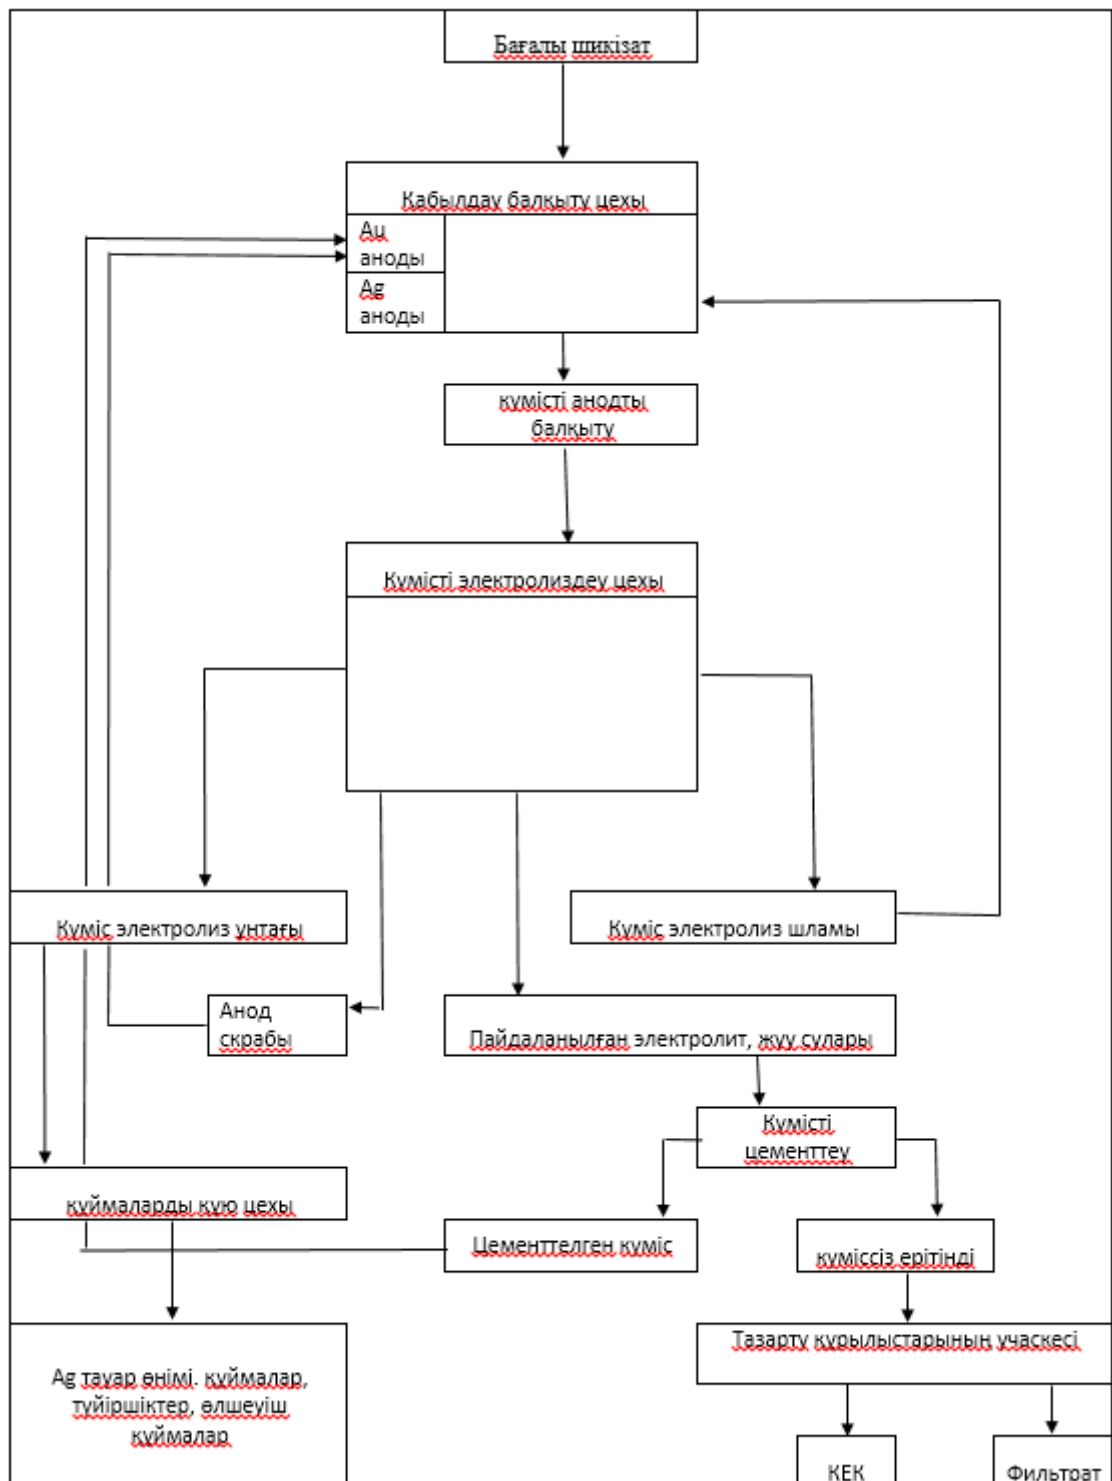 Бағалы шикізат
Қабылдау балқыту цехы
Au
аноды
Ag
аноды
күмісті анодты
балқыту
Күмісті электролиздеу цехы
Күміс электролиз ұнтағы
Күміс электролиз шламы
Анод
скрабы
Пайдаланылған электролит, жуу сулары
Күмісті
цементтеу
құймаларды құю цехы
Цементтелген күміс
күміссіз ерітінді
Тазарту құрылыстарының учаскесі
Ag тауар өнімі. құймалар,
түйіршіктер, өлшеуіш
құймалар
КЕК
Фильтрат